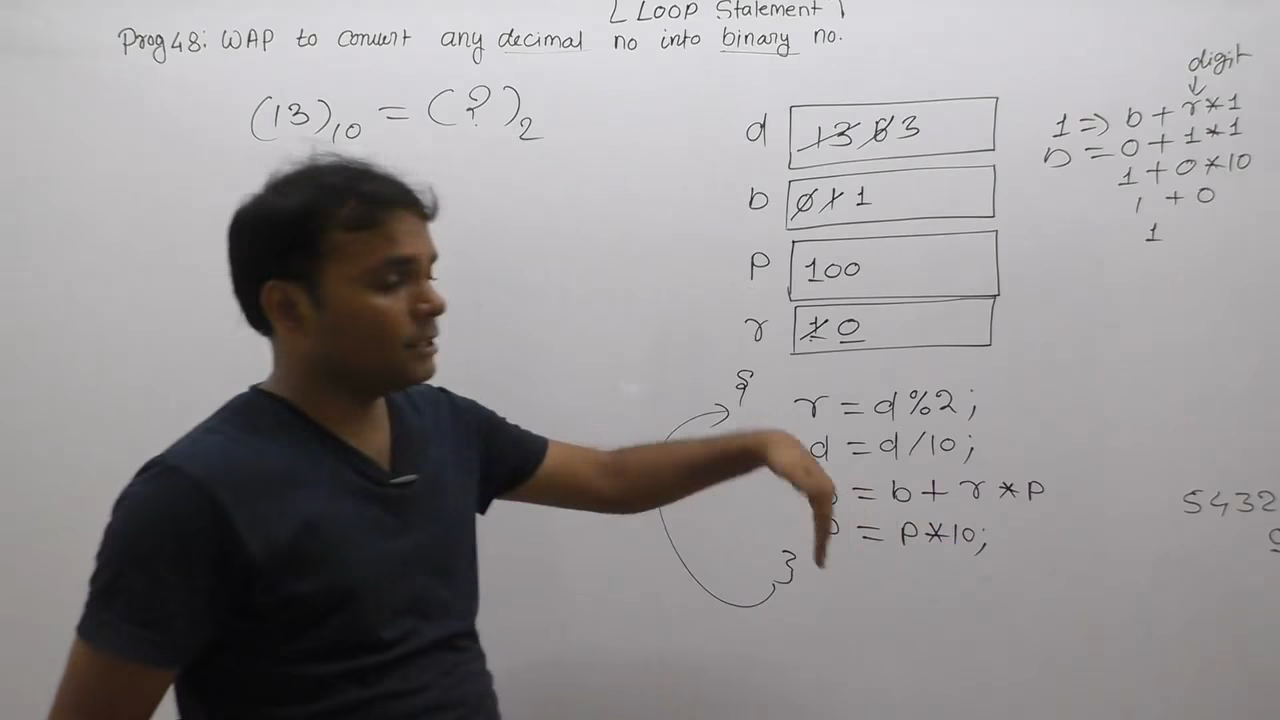 [ LOOP Statement ]
Prog48: WAP to convert any decimal no into binary no.
(13)10 = (?)2
digit
1 => b + r*1
b = 0 + 1*1
1 + 0*10
1 + 0
1
d 13 6 3
b 0 1 1
P 100
r 1 0
{
r = d%2;
d = d/10;
= b + r * P
= P*10;
}
5432